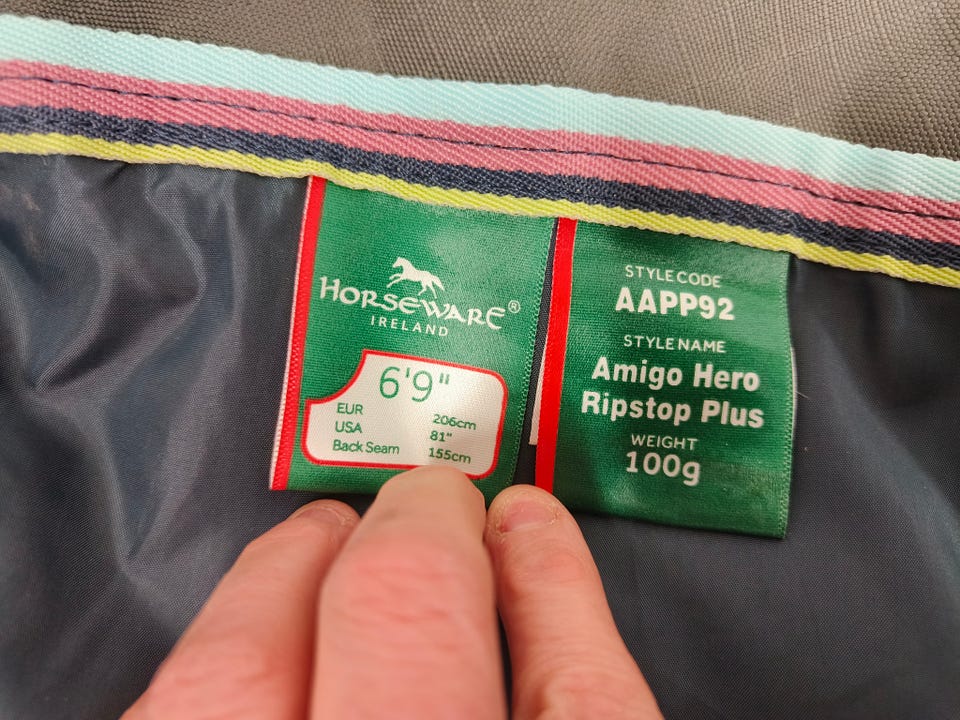 HORSEWARE®
IRELAND
6'9"
EUR 206cm
USA 81"
Back Seam 155cm
STYLE CODE
AAPP92
STYLE NAME
Amigo Hero
Ripstop Plus
WEIGHT
100g